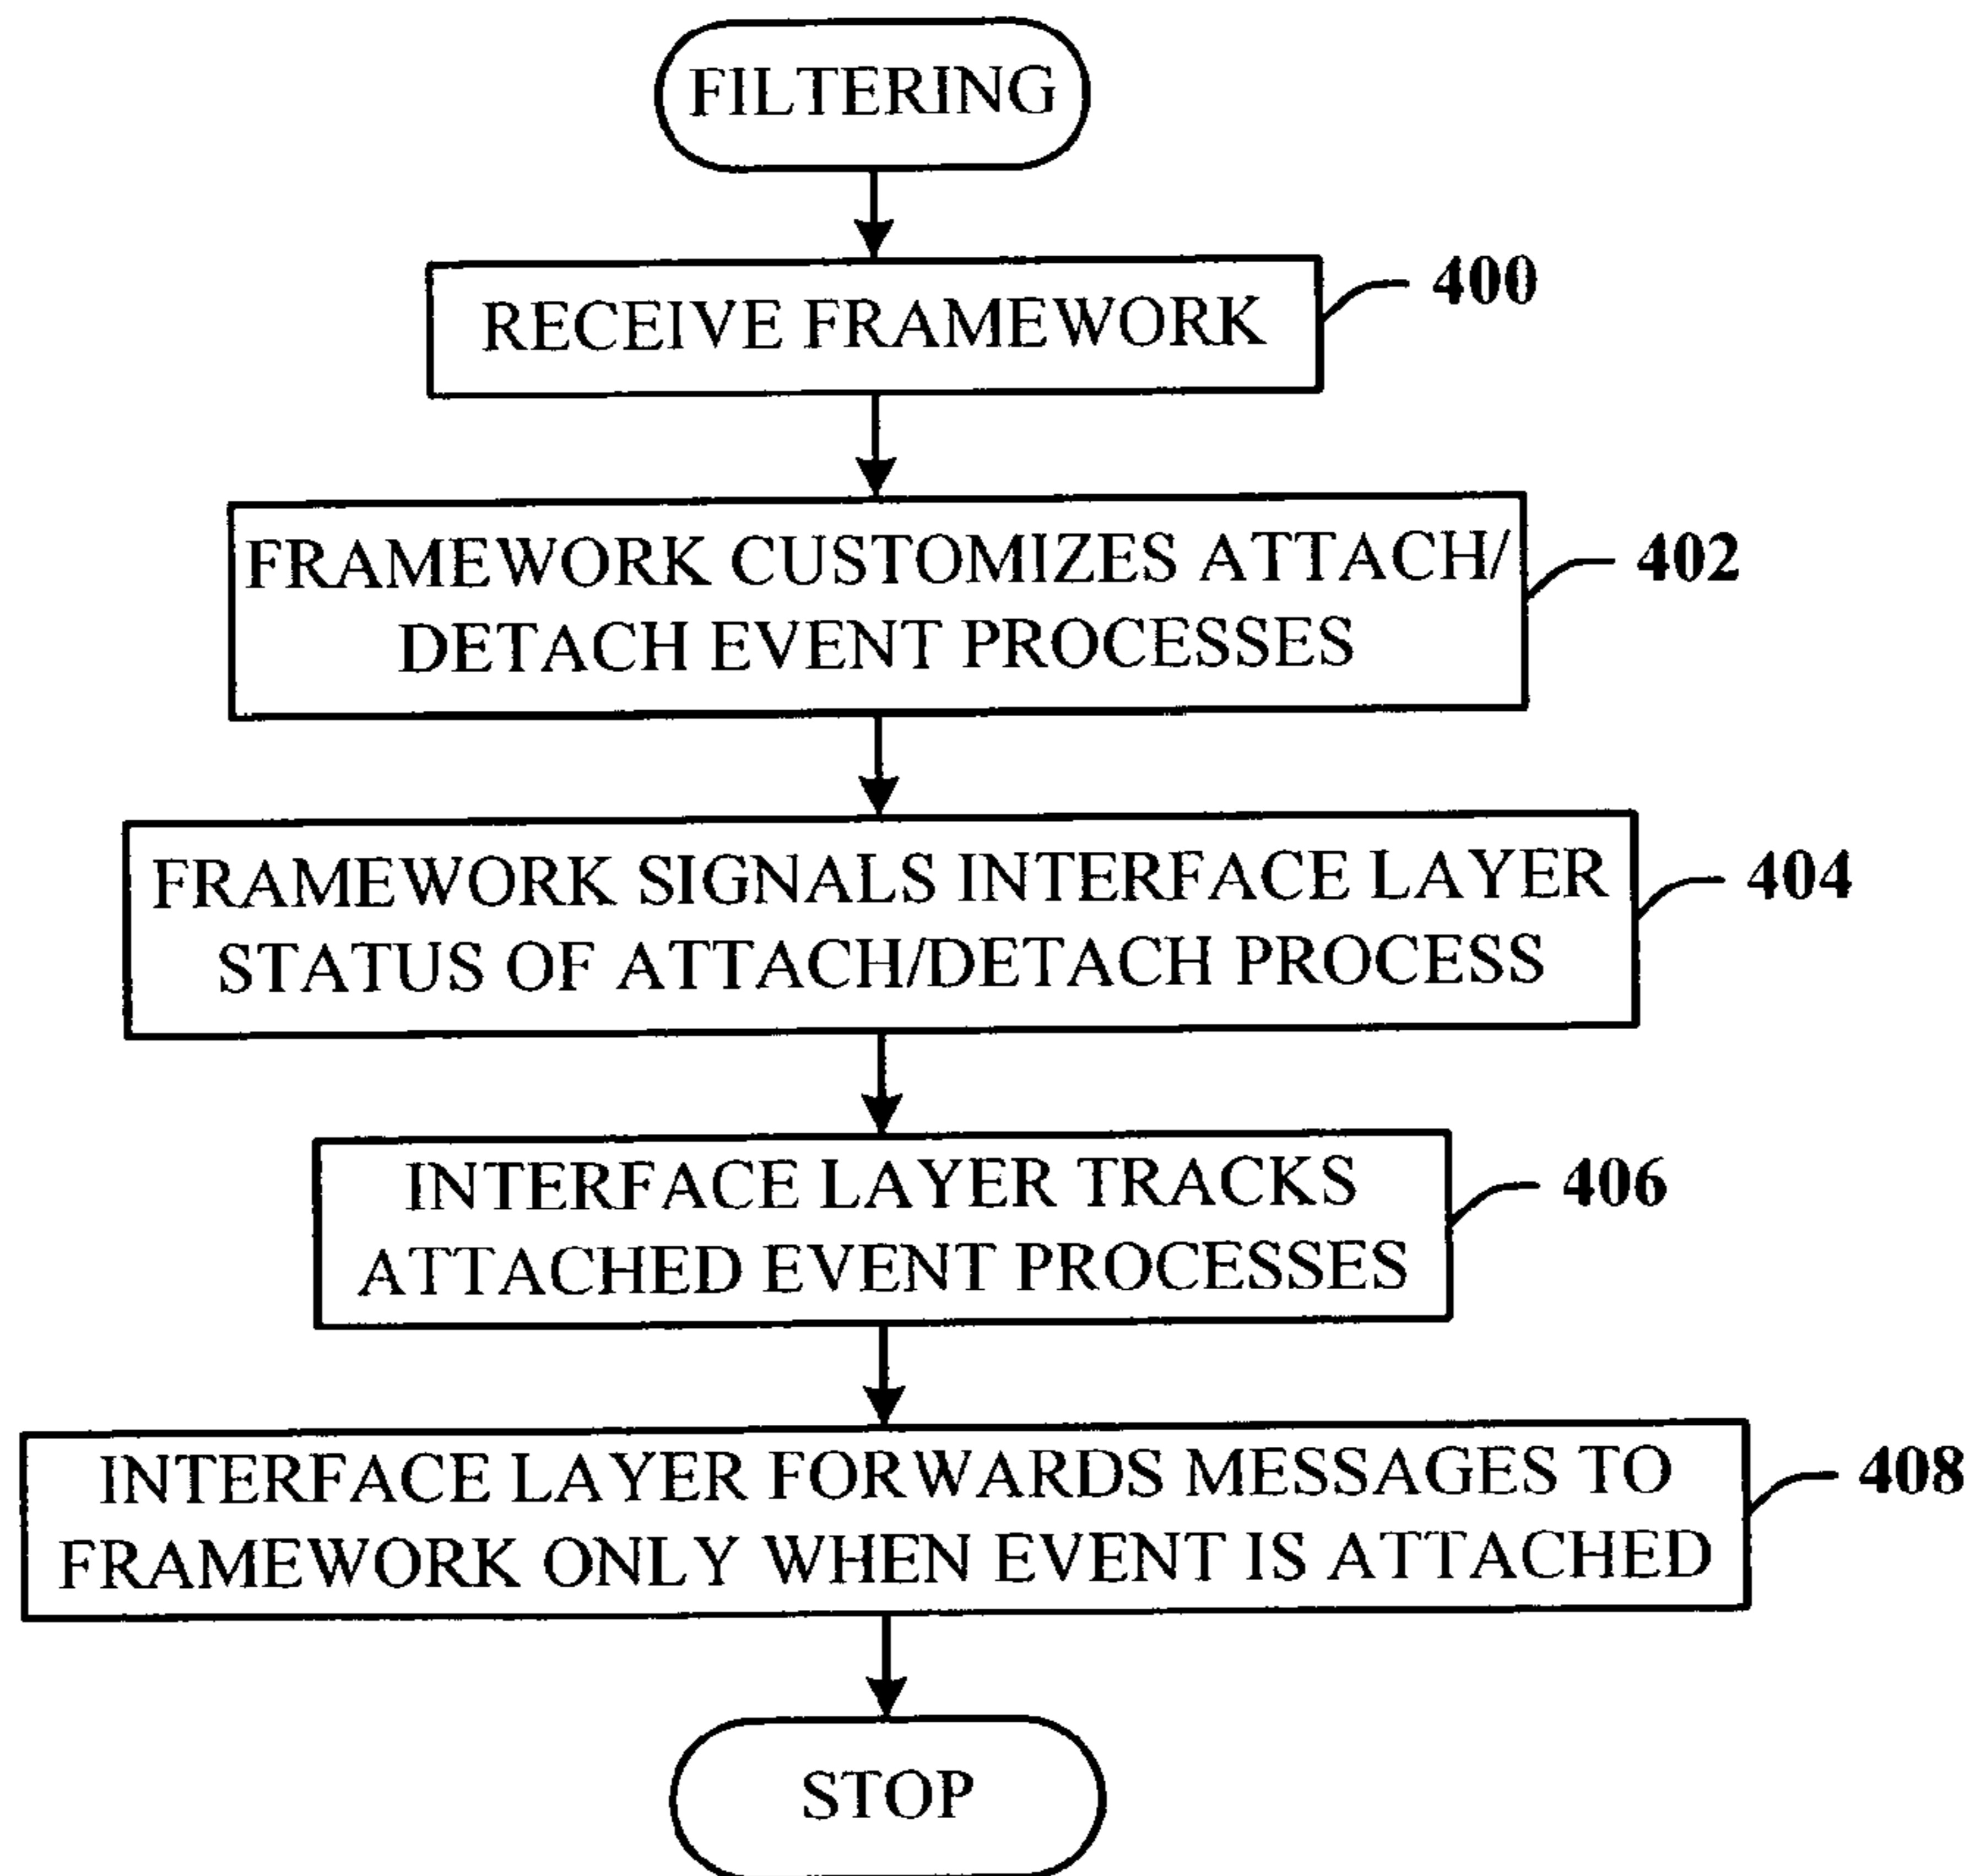 FILTERING
RECEIVE FRAMEWORK
400
FRAMEWORK CUSTOMIZES ATTACH/
DETACH EVENT PROCESSES
402
FRAMEWORK SIGNALS INTERFACE LAYER
STATUS OF ATTACH/DETACH PROCESS
404
INTERFACE LAYER TRACKS
ATTACHED EVENT PROCESSES
406
INTERFACE LAYER FORWARDS MESSAGES TO
FRAMEWORK ONLY WHEN EVENT IS ATTACHED
408
STOP